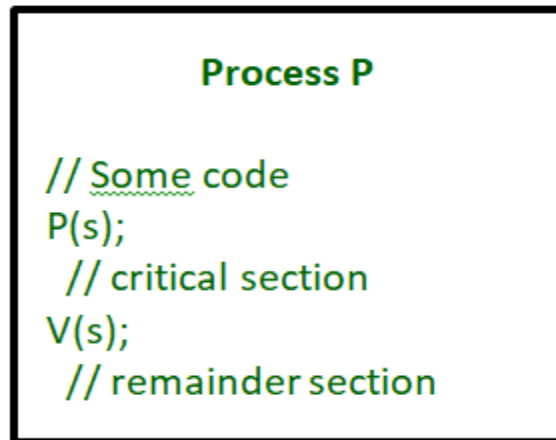 Process P
// Some code
P(s);
// critical section
V(s);
// remainder section